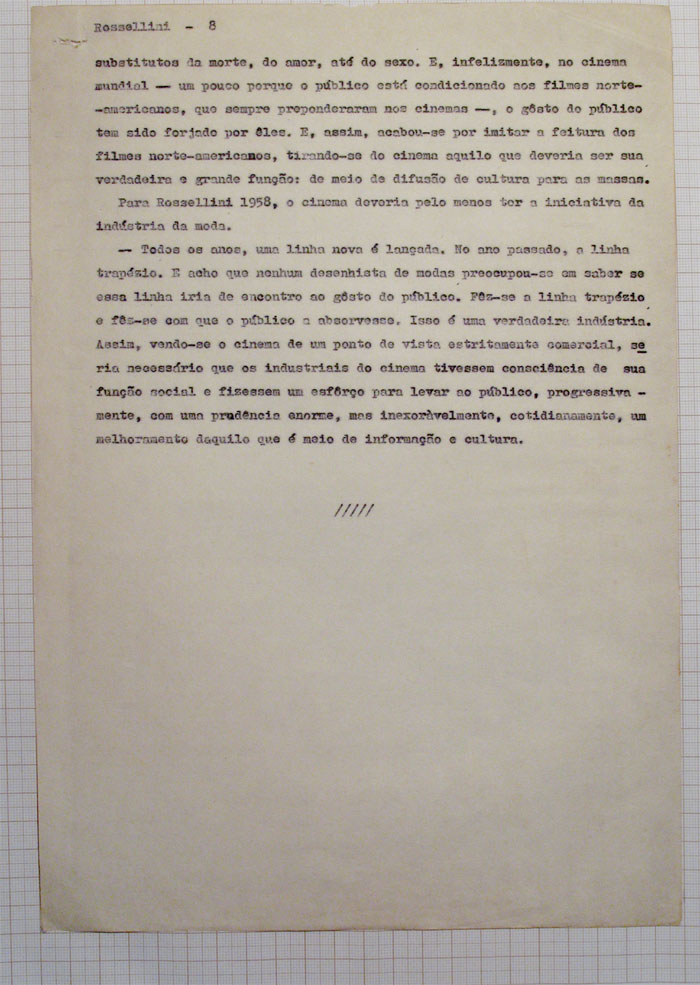 Rossellini - 8
substitutos da morte, do amor, até do sexo. E, infelizmente, no cinema
mundial — um pouco porque o público está condicionado aos filmes norte-
-americanos, que sempre preponderaram nos cinemas —, o gôsto do público
tem sido forjado por êles. E, assim, acabou-se por imitar a feitura dos
filmes norte-americanos, tirando-se do cinema aquilo que deveria ser sua
verdadeira e grande função: de meio de difusão de cultura para as massas.
Para Rossellini 1958, o cinema deveria pelo menos ter a iniciativa da
indústria da moda.
— Todos os anos, uma linha nova é lançada. No ano passado, a linha
trapézio. E acho que nenhum desenhista de modas preocupou-se em saber se
essa linha iria de encontro ao gôsto do público. Fêz-se a linha trapézio
e fêz-se com que o público a absorvesse. Isso é uma verdadeira indústria.
Assim, vendo-se o cinema de um ponto de vista estritamente comercial, se
ria necessário que os industriais do cinema tivessem consciência de sua
função social e fizessem um esfôrço para levar ao público, progressiva -
mente, com uma prudência enorme, mas inexoràvelmente, cotidianamente, um
melhoramento daquilo que é meio de informação e cultura.
/////